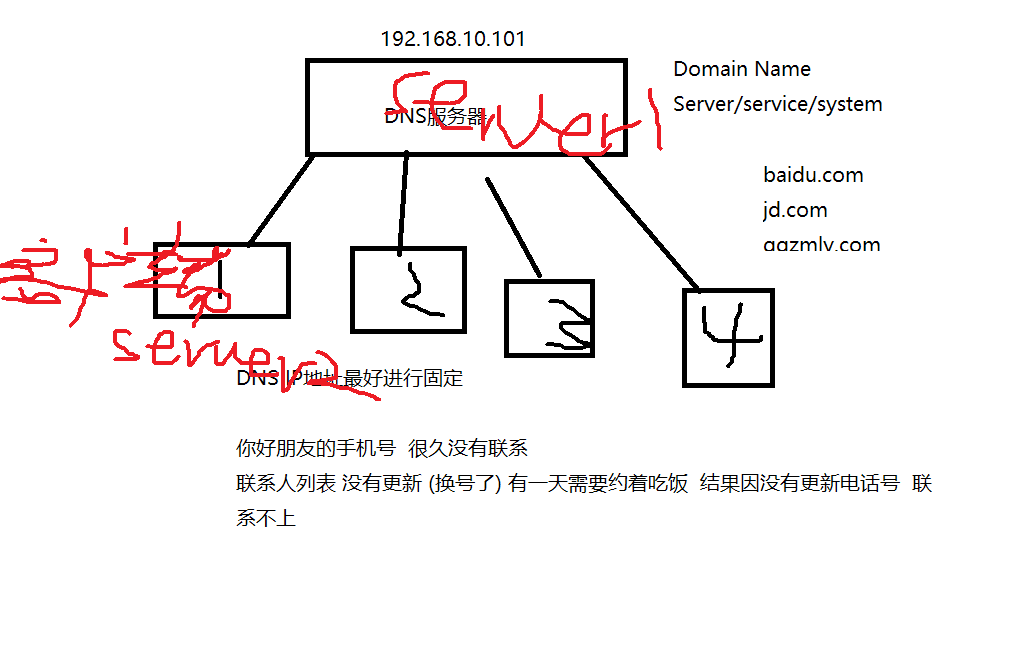 192.168.10.101
Domain Name
Server/service/system
DNS服务器
server1
baidu.com
jd.com
qqzmly.com
客户端
1
2
3
4
server2
DNS IP地址最好进行固定
你好朋友的手机号 很久没有联系
联系人列表 没有更新 (换号了) 有一天需要约着吃饭 结果因没有更新电话号 联
系不上